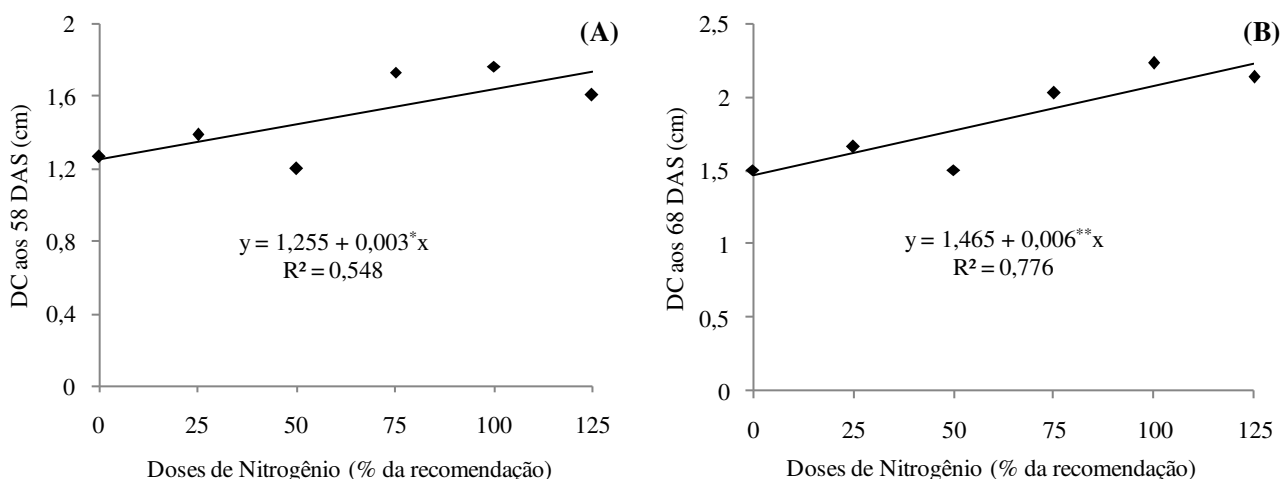 (A)
DC aos 58 DAS (cm)
2
1,6
1,2
0,8
0,4
0
y = 1,255 + 0,003*x
R² = 0,548
0 25 50 75 100 125
Doses de Nitrogênio (% da recomendação)
(B)
DC aos 68 DAS (cm)
2,5
2
1,5
1
0,5
0
y = 1,465 + 0,006**x
R² = 0,776
0 25 50 75 100 125
Doses de Nitrogênio (% da recomendação)